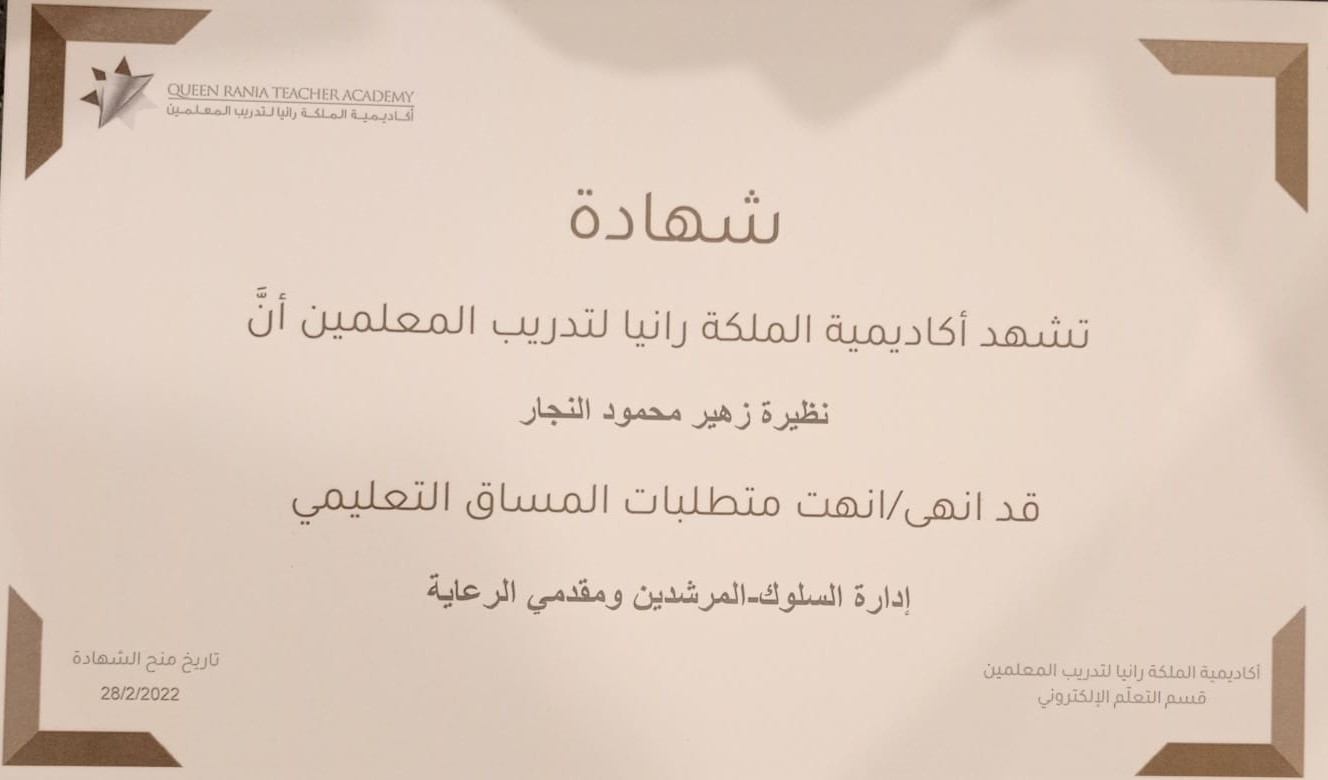 QUEEN RANIA TEACHER ACADEMY
أكاديمية الملكة رانيا لتدريب المعلمين
شهادة
تشهد أكاديمية الملكة رانيا لتدريب المعلمين أنَّ
نظيرة زهير محمود النجار
قد انهى/انهت متطلبات المساق التعليمي
إدارة السلوك-المرشدين ومقدمي الرعاية
أكاديمية الملكة رانيا لتدريب المعلمين
قسم التعلّم الإلكتروني
تاريخ منح الشهادة
28/2/2022